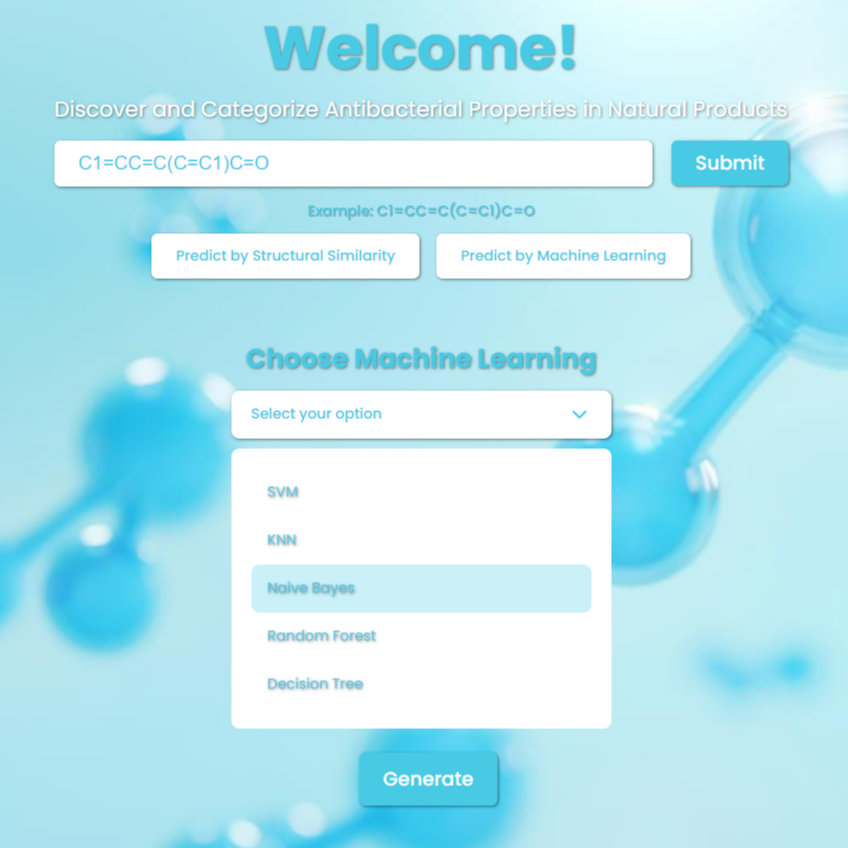 Welcome!
Discover and Categorize Antibacterial Properties in Natural Products
C1=CC=C(C=C1)C=O
Submit
Example: C1=CC=C(C=C1)C=O
Predict by Structural Similarity
Predict by Machine Learning
Choose Machine Learning
Select your option
SVM
KNN
Naive Bayes
Random Forest
Decision Tree
Generate